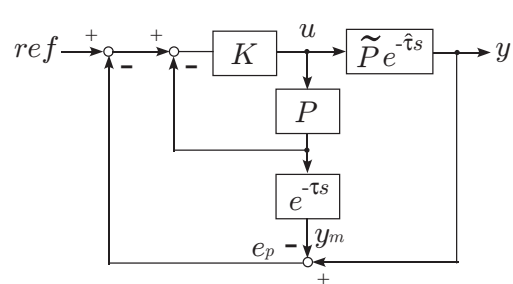 u
+ +
ref K P̃e^{-τ̂s} y
- -
P
e^{-τs}
e_p - y_m
+